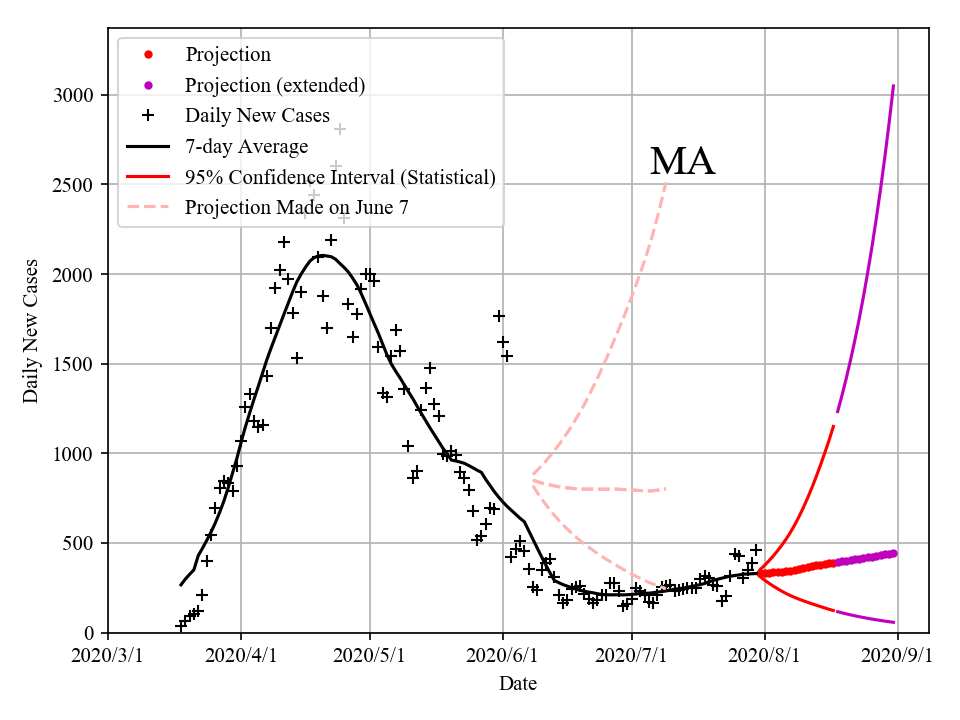 Projection
Projection (extended)
Daily New Cases
7-day Average
95% Confidence Interval (Statistical)
Projection Made on June 7
MA
3000
2500
2000
1500
1000
500
0
Daily New Cases
2020/3/1 2020/4/1 2020/5/1 2020/6/1 2020/7/1 2020/8/1 2020/9/1
Date